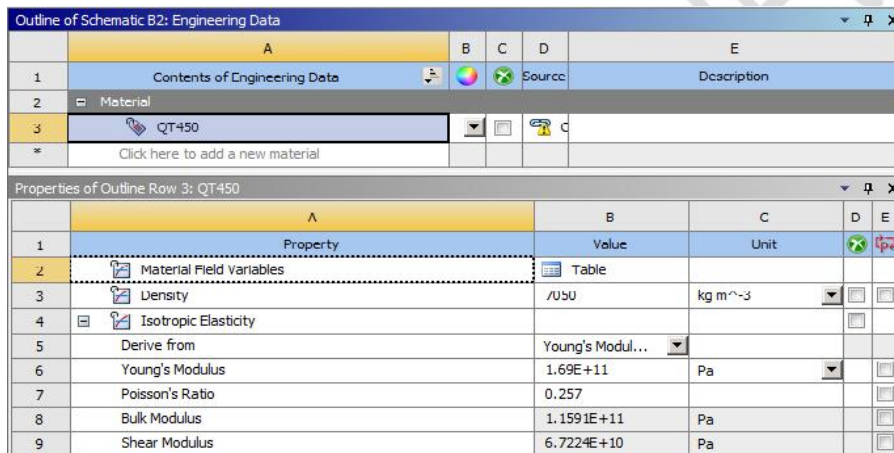 Outline of Schematic B2: Engineering Data
A B C D E
1 Contents of Engineering Data Source Description
2 Material
3 QT450 C
* Click here to add a new material
Properties of Outline Row 3: QT450
A B C D E
1 Property Value Unit
2 Material Field Variables Table
3 Density 7050 kg m^-3
4 Isotropic Elasticity
5 Derive from Young's Modul...
6 Young's Modulus 1.69E+11 Pa
7 Poisson's Ratio 0.257
8 Bulk Modulus 1.1591E+11 Pa
9 Shear Modulus 6.7224E+10 Pa